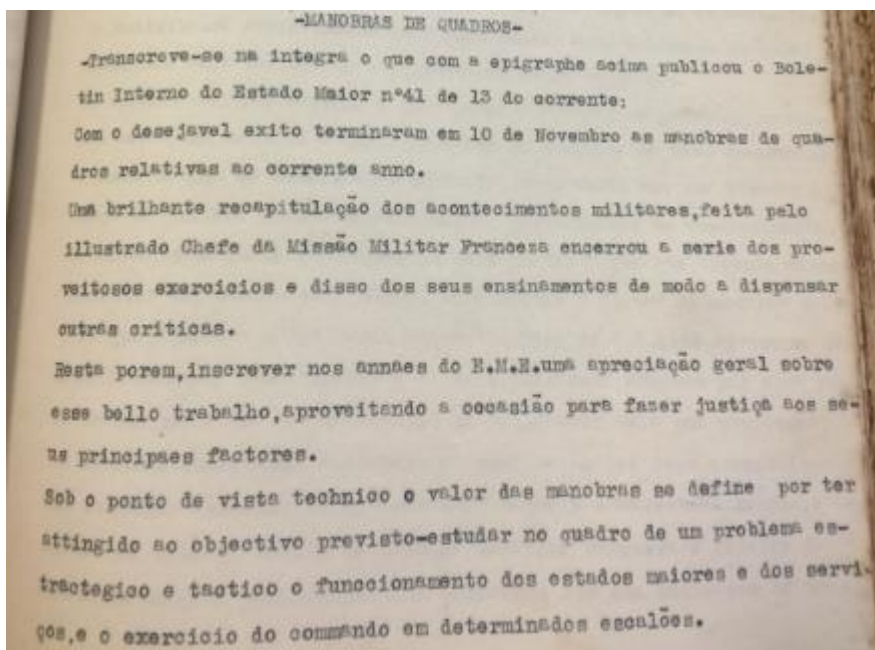 -MANOBRAS DE QUADROS-
-Transcreve-se na integra o que com a epigraphe acima publicou o Bole-
tin Interno do Estado Maior nº41 de 13 do corrente:
Com o desejavel exito terminaram em 10 de Novembro as manobras de qua-
dros relativas ao corrente anno.
Uma brilhante recapitulação dos acontecimentos militares,feita pelo
illustrado Chefe da Missão Militar Franceza encerrou a serie dos pro-
veitosos exercicios e disso dos seus ensinamentos de modo a dispensar
outras criticas.
Resta porem,inscrever nos annaes do E.M.E.uma apreciação geral sobre
esse bello trabalho,aproveitando a occasião para fazer justiça aos se-
us principaes factores.
Sob o ponto de vista technico o valor das manobras se define por ter
attingido ao objectivo previsto-estudar no quadro de um problema es-
tractegico e tactico o funccionamento dos estados maiores e dos servi-
ços,e o exercicio do commando em determinados escalões.